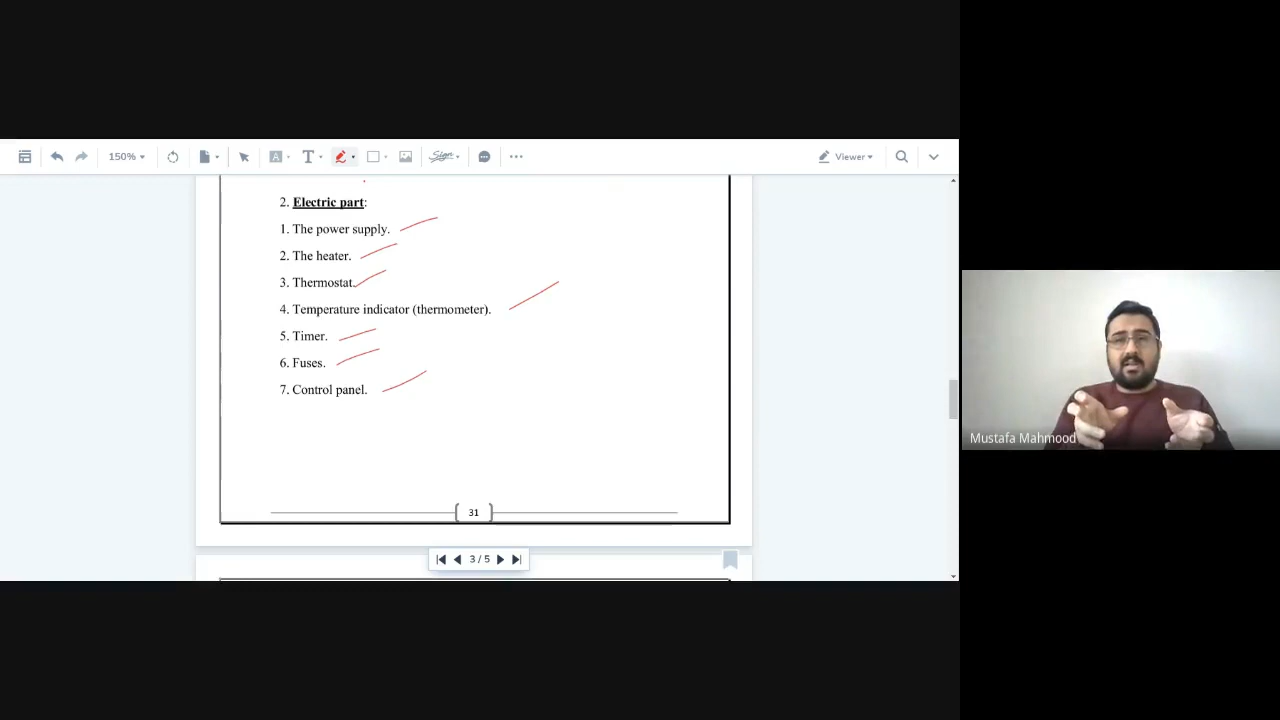 150%
T
A
Sign
Viewer
2. Electric part:
1. The power supply.
2. The heater.
3. Thermostat.
4. Temperature indicator (thermometer).
5. Timer.
6. Fuses.
7. Control panel.
31
3 / 5
Mustafa Mahmood